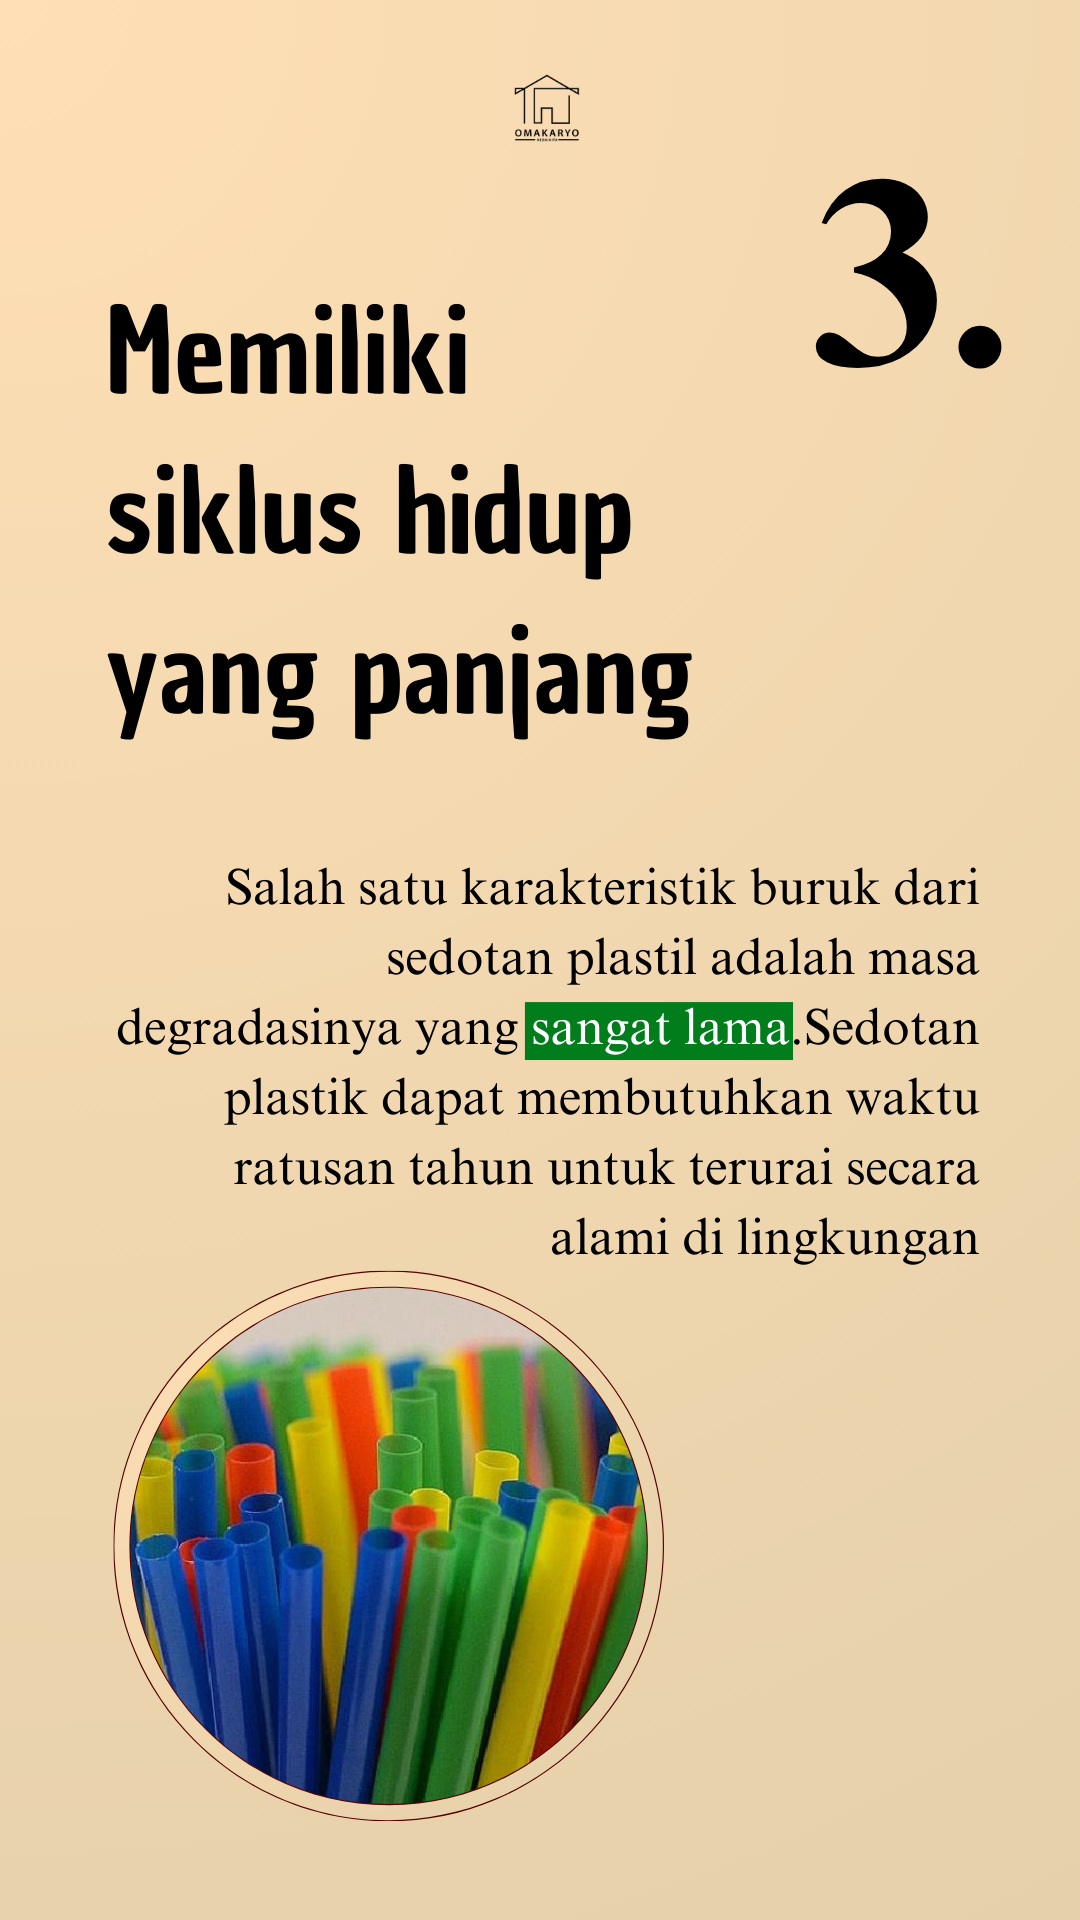 OMAKARYO
3.
Memiliki
siklus hidup
yang panjang
Salah satu karakteristik buruk dari
sedotan plastil adalah masa
degradasinya yang sangat lama.Sedotan
plastik dapat membutuhkan waktu
ratusan tahun untuk terurai secara
alami di lingkungan